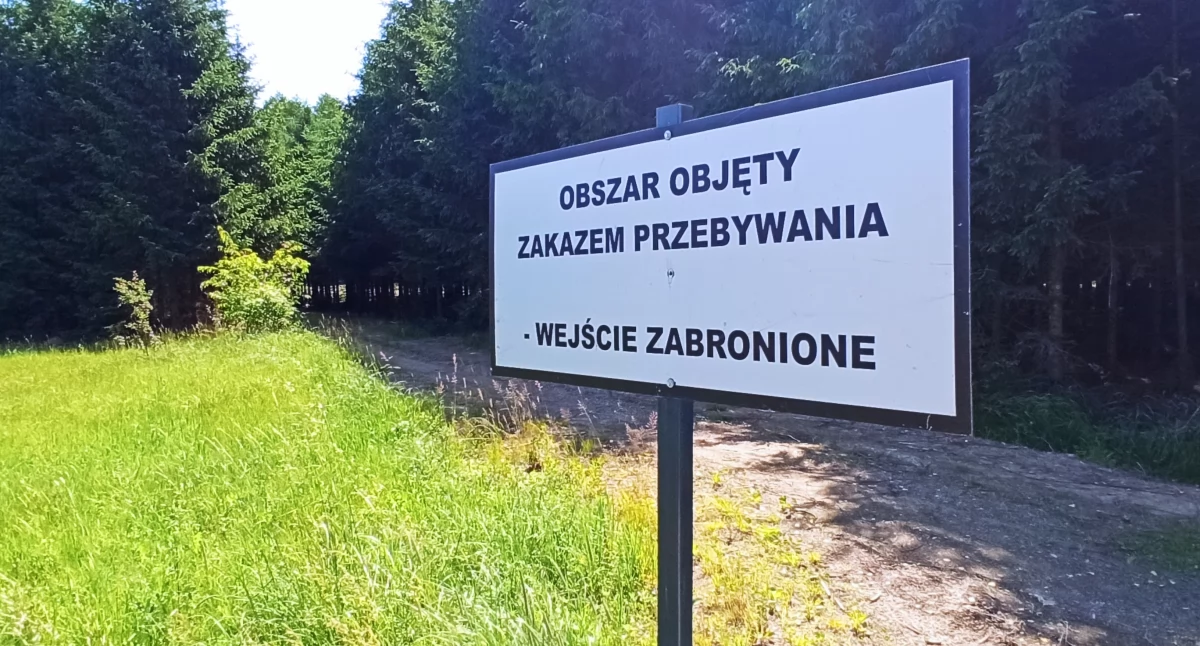 OBSZAR OBJĘTY
ZAKAZEM PRZEBYWANIA
- WEJŚCIE ZABRONIONE